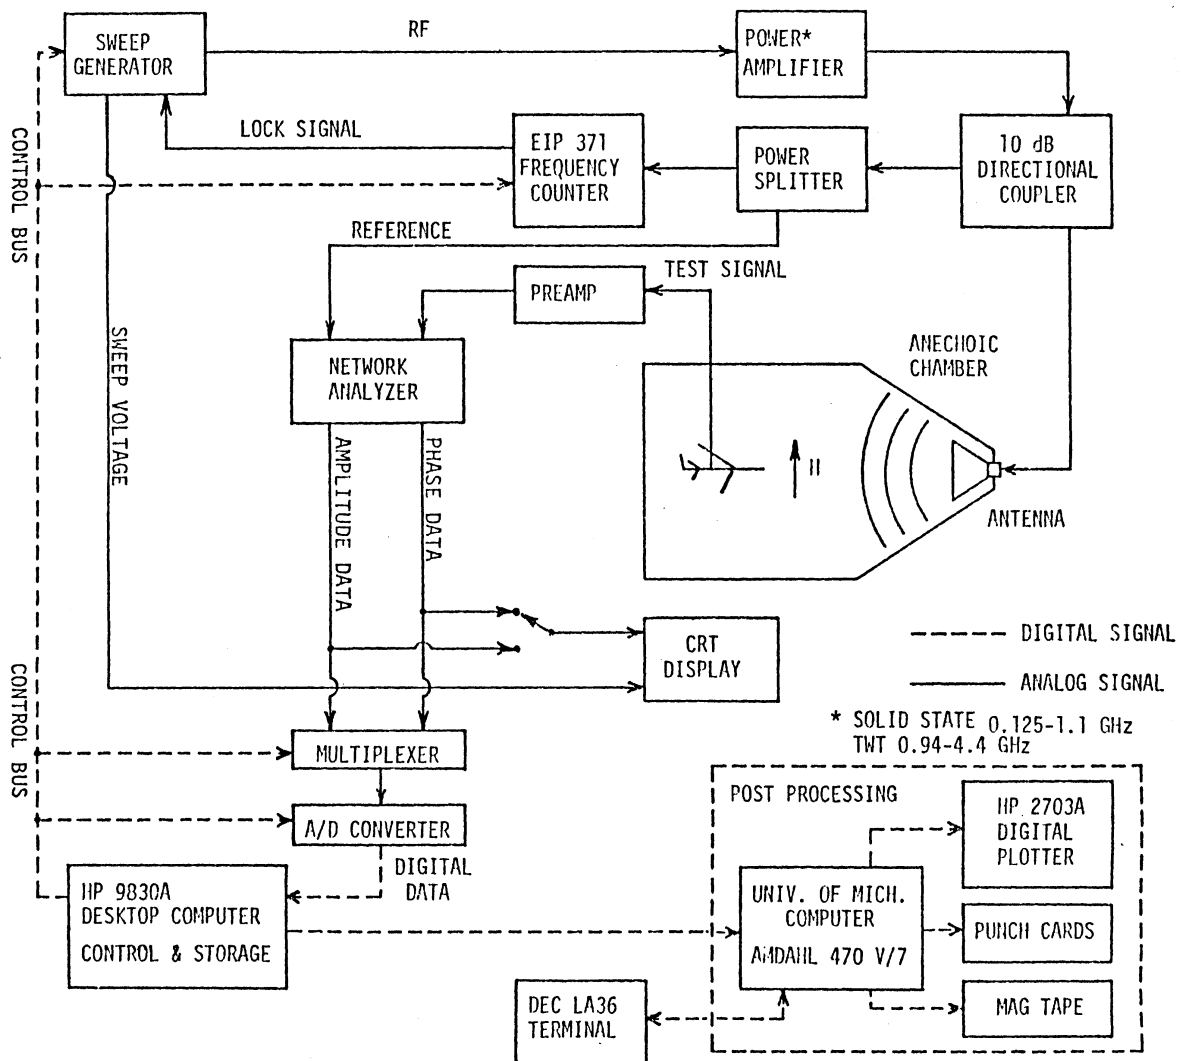 SWEEP
GENERATOR
RF
POWER*
AMPLIFIER
10 dB
DIRECTIONAL
COUPLER
POWER
SPLITTER
EIP 371
FREQUENCY
COUNTER
LOCK SIGNAL
CONTROL BUS
REFERENCE
TEST SIGNAL
PREAMP
NETWORK
ANALYZER
SWEEP VOLTAGE
AMPLITUDE DATA
PHASE DATA
ANECHOIC
CHAMBER
H
ANTENNA
CRT
DISPLAY
DIGITAL SIGNAL
ANALOG SIGNAL
* SOLID STATE 0.125-1.1 GHz
TWT 0.94-4.4 GHz
CONTROL BUS
MULTIPLEXER
A/D CONVERTER
DIGITAL
DATA
HP 9830A
DESKTOP COMPUTER
CONTROL & STORAGE
POST PROCESSING
UNIV. OF MICH.
COMPUTER
AMDAHL 470 V/7
HP 2703A
DIGITAL
PLOTTER
PUNCH CARDS
MAG TAPE
DEC LA36
TERMINAL